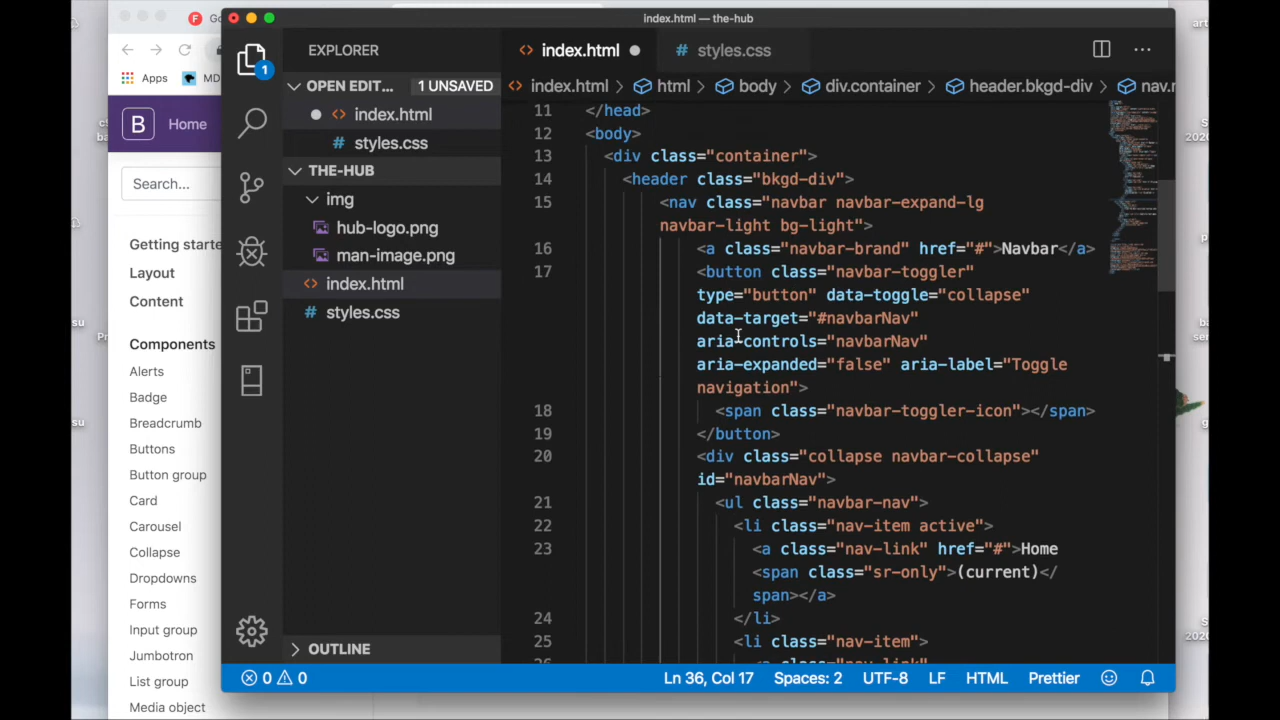 index.html — the-hub
Go
Apps
MD
B
Home
Search...
Getting starte
Layout
Content
Components
Alerts
Badge
Breadcrumb
Buttons
Button group
Card
Carousel
Collapse
Dropdowns
Forms
Input group
Jumbotron
List group
Media object
1
EXPLORER
OPEN EDIT... 1 UNSAVED
<> index.html
# styles.css
THE-HUB
img
hub-logo.png
man-image.png
<> index.html
# styles.css
OUTLINE
<> index.html
# styles.css
<> index.html > html > body > div.container > header.bkgd-div > nav.n
11 </head>
12 <body>
13 <div class="container">
14 <header class="bkgd-div">
15 <nav class="navbar navbar-expand-lg
navbar-light bg-light">
16 <a class="navbar-brand" href="#">Navbar</a>
17 <button class="navbar-toggler"
type="button" data-toggle="collapse"
data-target="#navbarNav"
aria-controls="navbarNav"
aria-expanded="false" aria-label="Toggle
navigation">
18 <span class="navbar-toggler-icon"></span>
19 </button>
20 <div class="collapse navbar-collapse"
id="navbarNav">
21 <ul class="navbar-nav">
22 <li class="nav-item active">
23 <a class="nav-link" href="#">Home
<span class="sr-only">(current)</
span></a>
24 </li>
25 <li class="nav-item">
0 0
Ln 36, Col 17 Spaces: 2 UTF-8 LF HTML Prettier